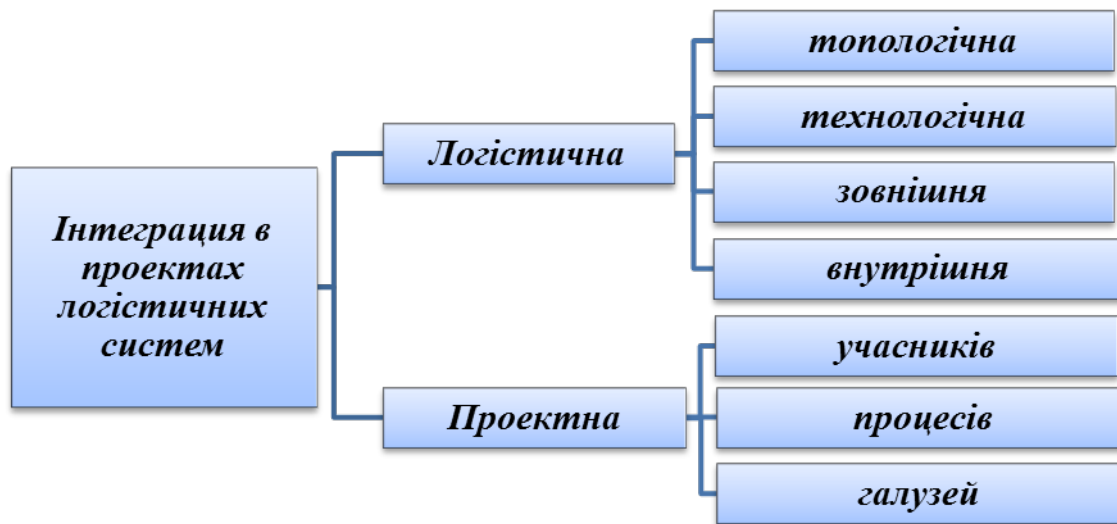 Інтеграция в
проектах
логістичних
систем
Логістична
топологічна
технологічна
зовнішня
внутрішня
Проектна
учасників
процесів
галузей